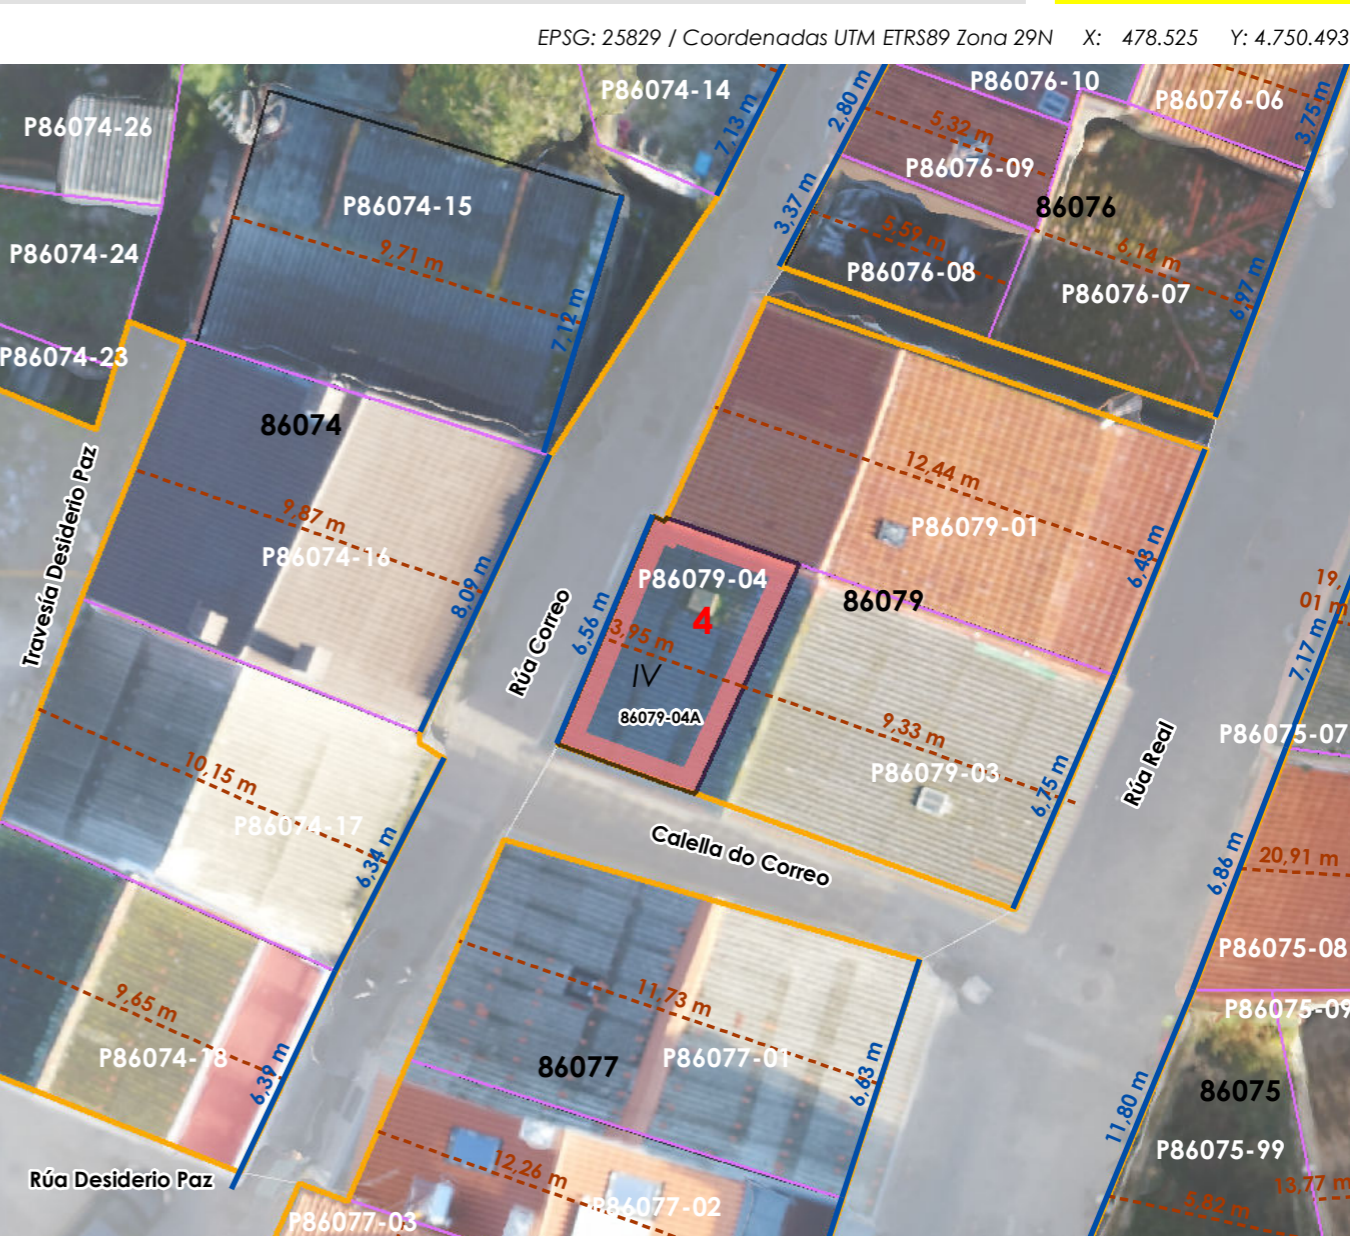 EPSG: 25829 / Coordenadas UTM ETRS89 Zona 29N X: 478.525 Y: 4.750.493
P86074-14
P86076-10
P86076-06
P86074-26
7,13 m
2,80 m
5,32 m
3,75 m
P86076-09
P86074-15
3,37 m
86076
P86074-24
9,71 m
5,59 m
6,14 m
P86076-08
P86076-07
6,97 m
7,12 m
P86074-23
86074
Travesía Desiderio Paz
12,44 m
9,87 m
P86079-01
P86074-16
6,43 m
8,09 m
P86079-04
86079
19,
01 m
Rúa Correo
6,56 m
4
3,95 m
7,17 m
IV
86079-04A
9,33 m
P86075-07
10,15 m
P86079-03
Rúa Real
6,75 m
P86074-17
6,34 m
Calella do Correo
6,86 m
20,91 m
P86075-08
9,65 m
11,73 m
P86075-09
P86074-18
6,39 m
86077
P86077-01
6,63 m
86075
11,80 m
P86075-99
Rúa Desiderio Paz
12,26 m
13,77 m
P86077-02
5,82 m
P86077-03